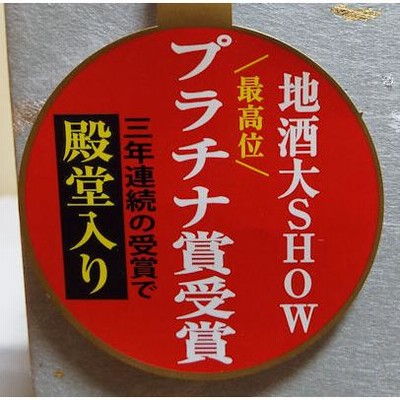 地酒大SHOW
最高位
プラチナ賞受賞
三年連続の受賞で
殿堂入り